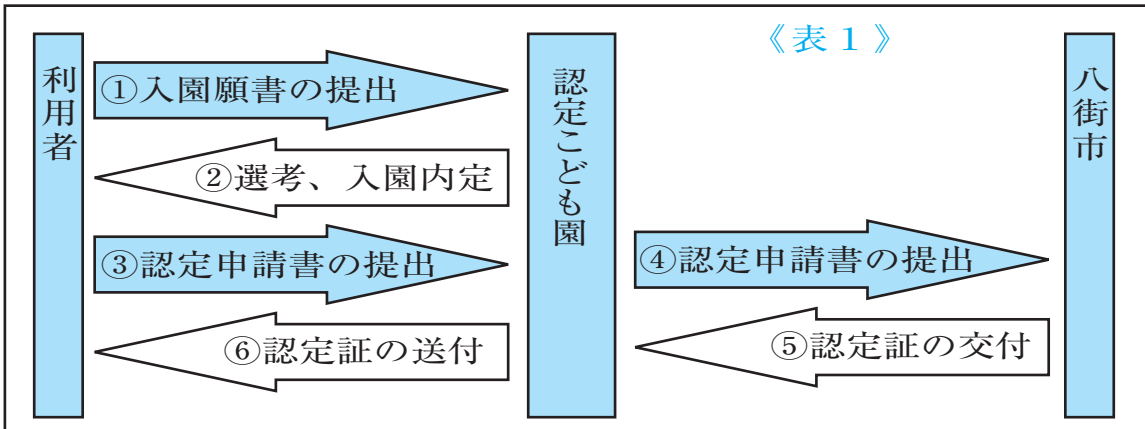 《表1》
利用者
認定こども園
八街市
①入園願書の提出
②選考、入園内定
③認定申請書の提出
④認定申請書の提出
⑤認定証の交付
⑥認定証の送付